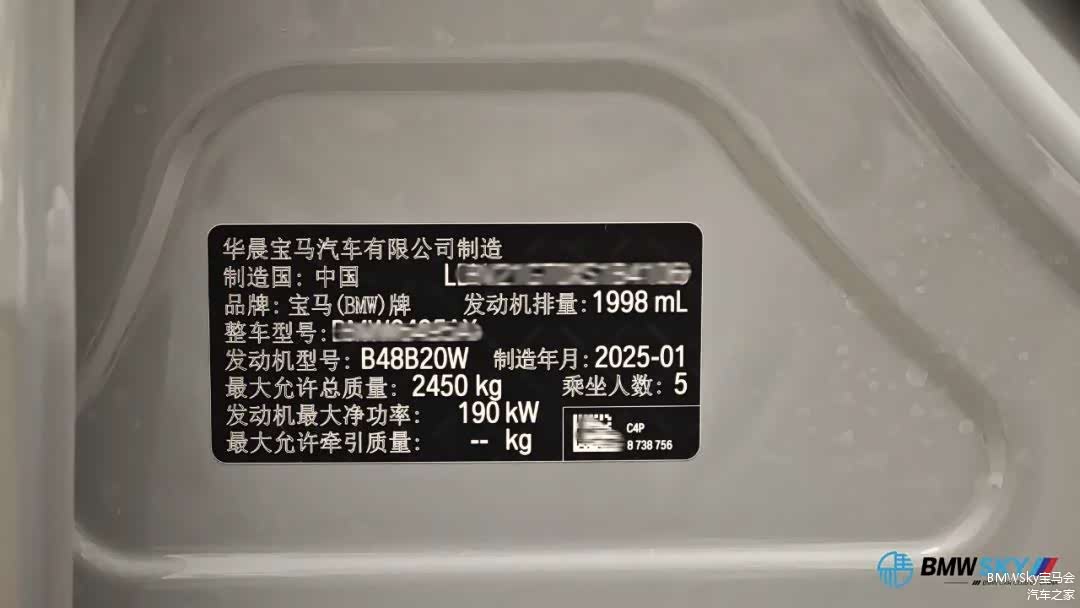 华晨宝马汽车有限公司制造
制造国：中国
品牌：宝马(BMW)牌 发动机排量：1998 mL
整车型号：
发动机型号：B48B20W 制造年月：2025-01
最大允许总质量：2450 kg 乘坐人数：5
发动机最大净功率：190 kW
最大允许牵引质量：-- kg
C4P
8 738 756
BMWSKY
BMWSky宝马会
汽车之家